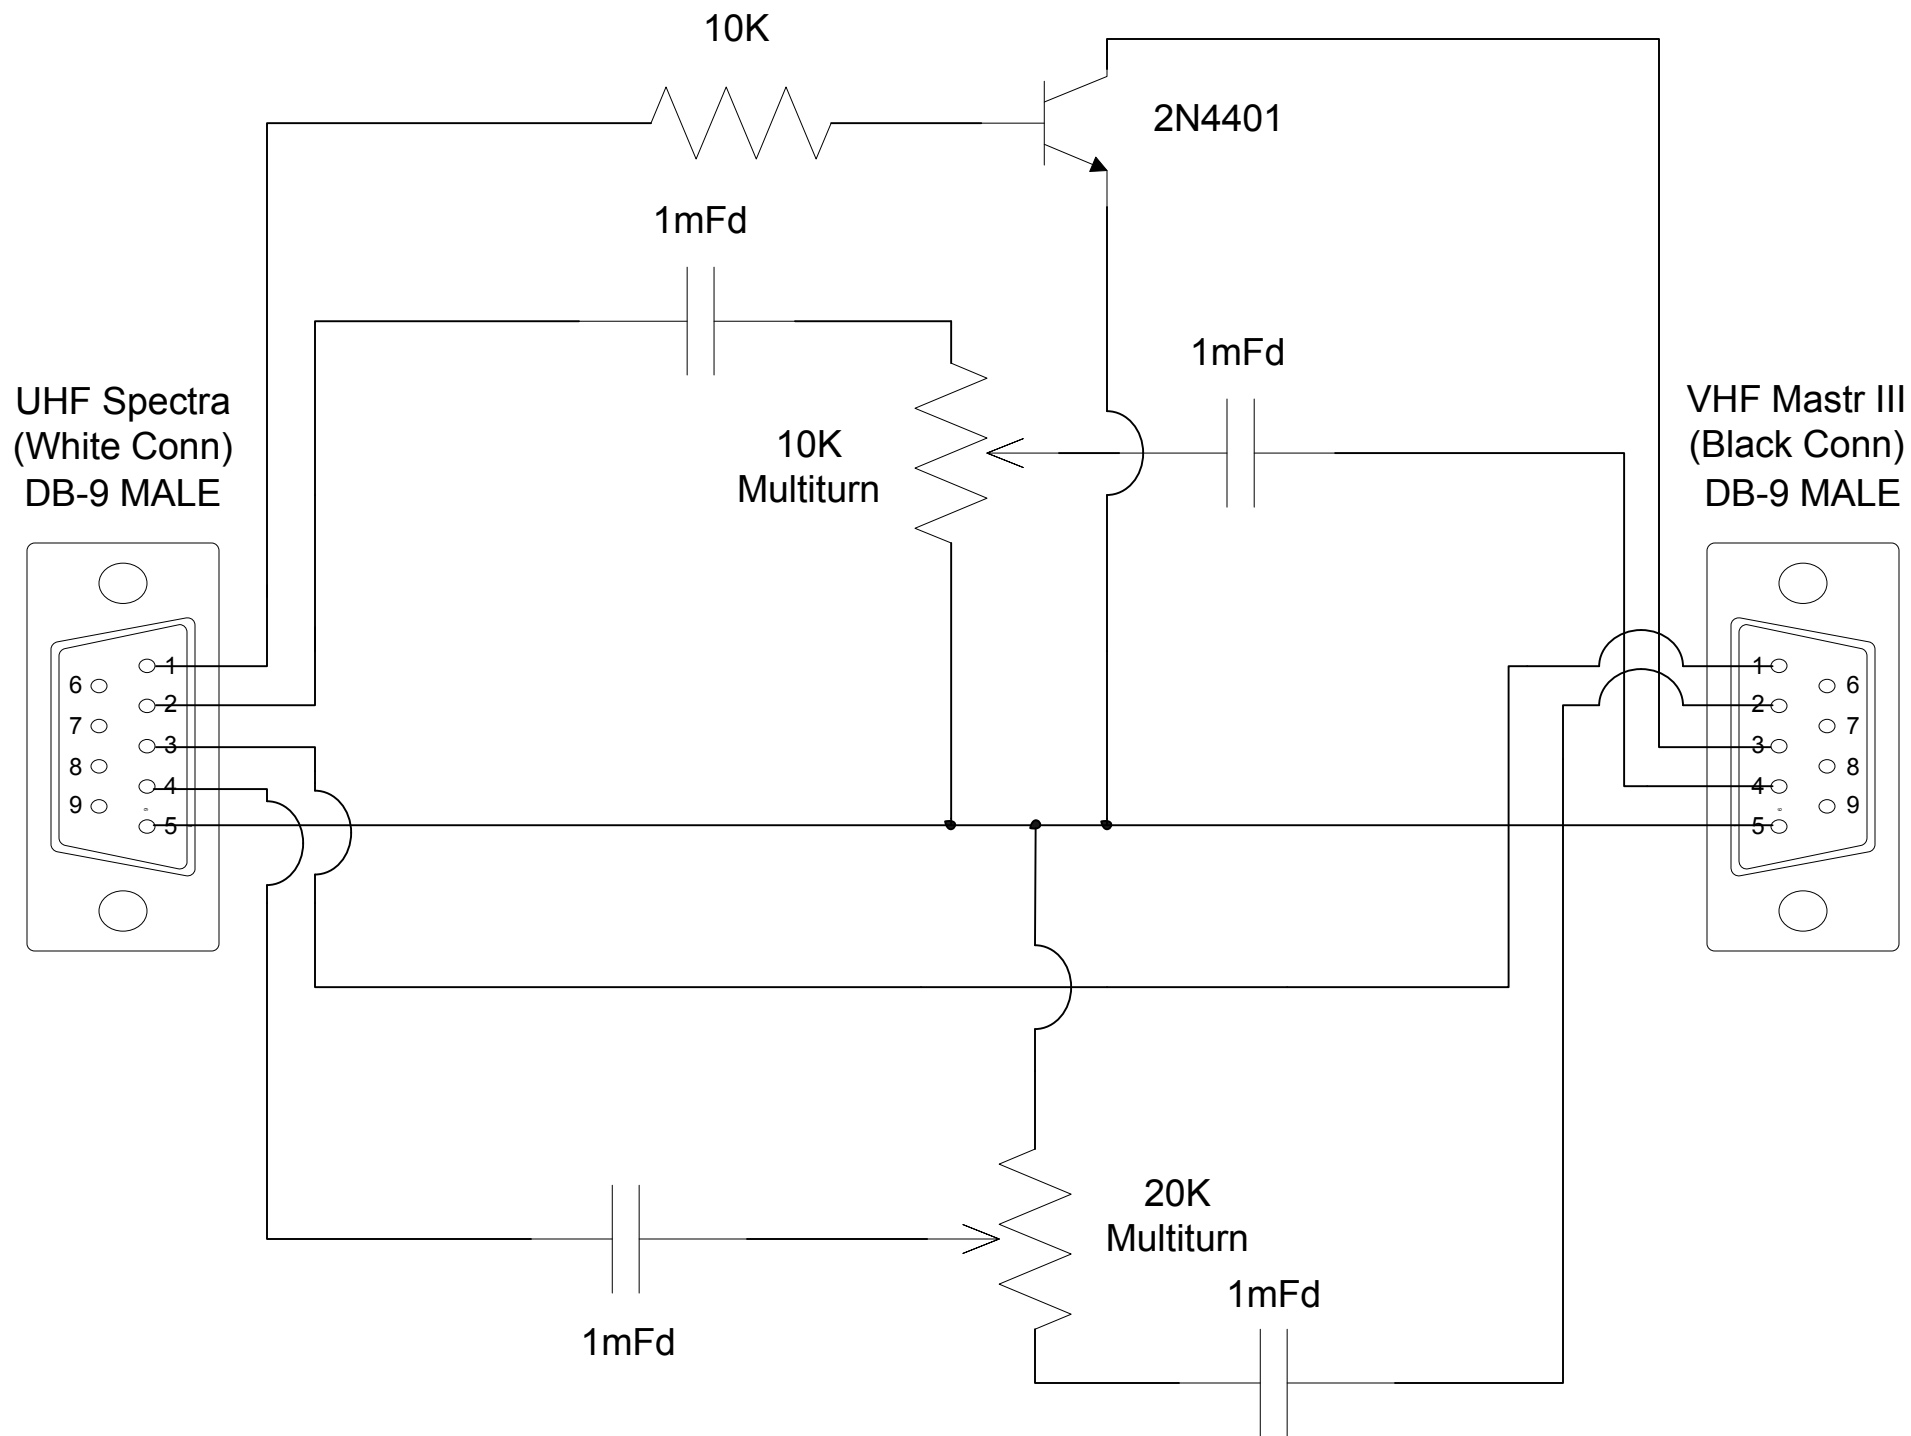 10K
2N4401
1mFd
1mFd
UHF Spectra
(White Conn)
DB-9 MALE
10K
Multiturn
VHF Mastr III
(Black Conn)
DB-9 MALE
1
2
3
4
5
6
7
8
9
1
2
3
4
5
6
7
8
9
20K
Multiturn
1mFd
1mFd